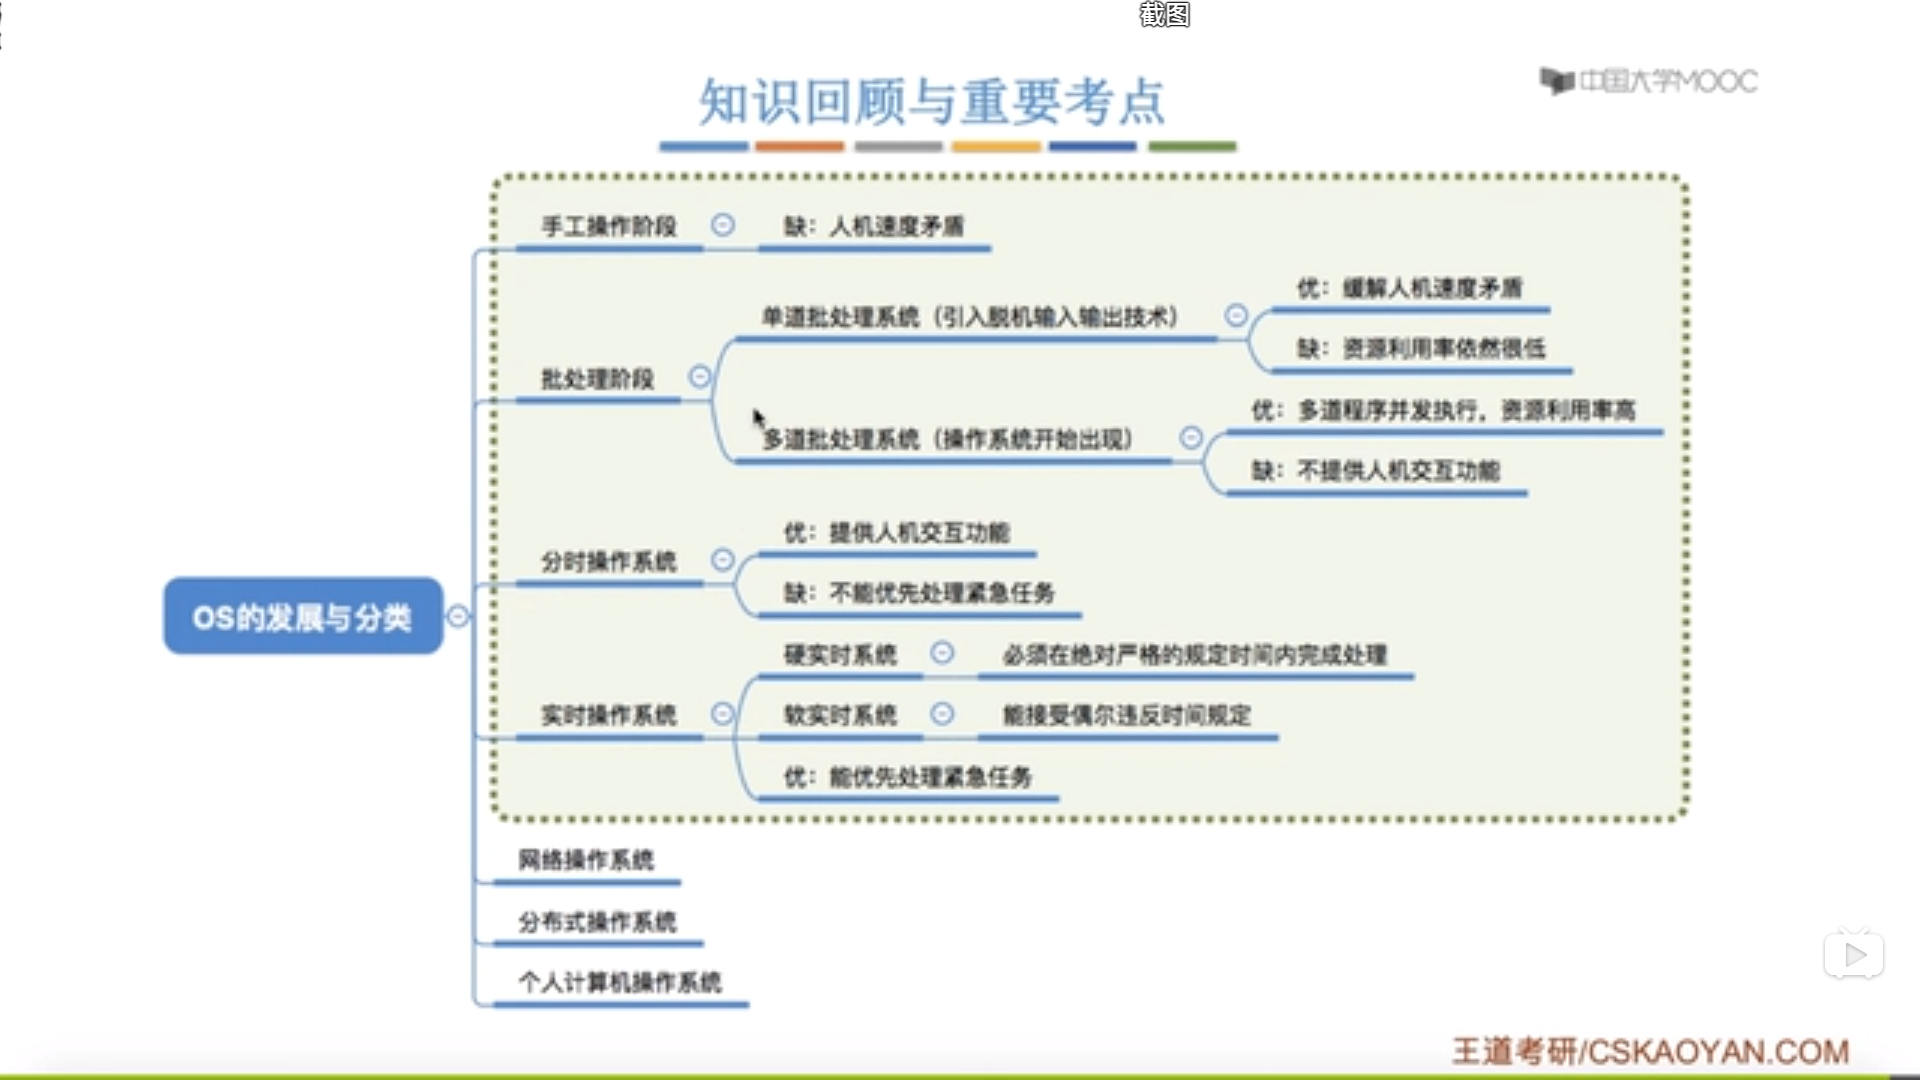 截图
知识回顾与重要考点
中国大学MOOC
手工操作阶段
缺：人机速度矛盾
单道批处理系统（引入脱机输入输出技术）
优：缓解人机速度矛盾
缺：资源利用率依然很低
批处理阶段
多道批处理系统（操作系统开始出现）
优：多道程序并发执行，资源利用率高
缺：不提供人机交互功能
分时操作系统
优：提供人机交互功能
缺：不能优先处理紧急任务
OS的发展与分类
硬实时系统
必须在绝对严格的规定时间内完成处理
实时操作系统
软实时系统
能接受偶尔违反时间规定
优：能优先处理紧急任务
网络操作系统
分布式操作系统
个人计算机操作系统
王道考研/CSKAOYAN.COM